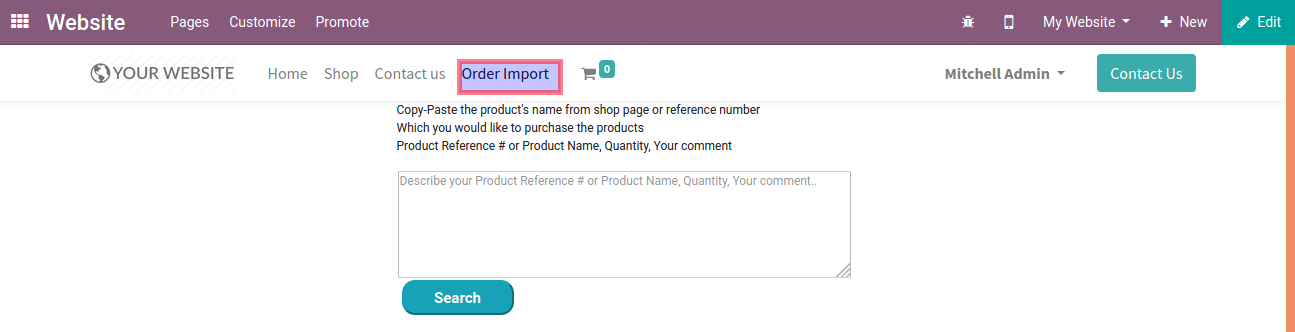 Website Pages Customize Promote My Website + New Edit
YOUR WEBSITE Home Shop Contact us Order Import 0 Mitchell Admin Contact Us
Copy-Paste the product's name from shop page or reference number
Which you would like to purchase the products
Product Reference # or Product Name, Quantity, Your comment
Describe your Product Reference # or Product Name, Quantity, Your comment..
Search